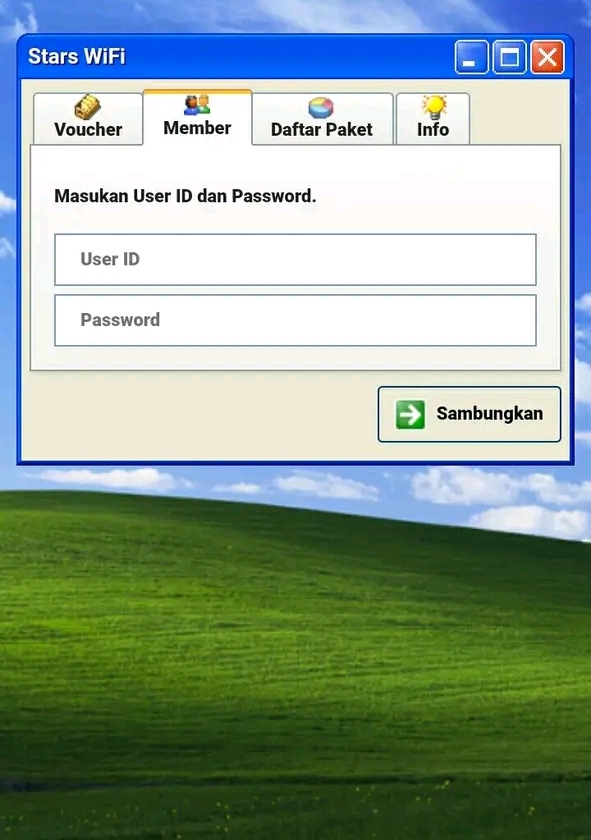 Stars WiFi
Voucher
Member
Daftar Paket
Info
Masukan User ID dan Password.
User ID
Password
Sambungkan